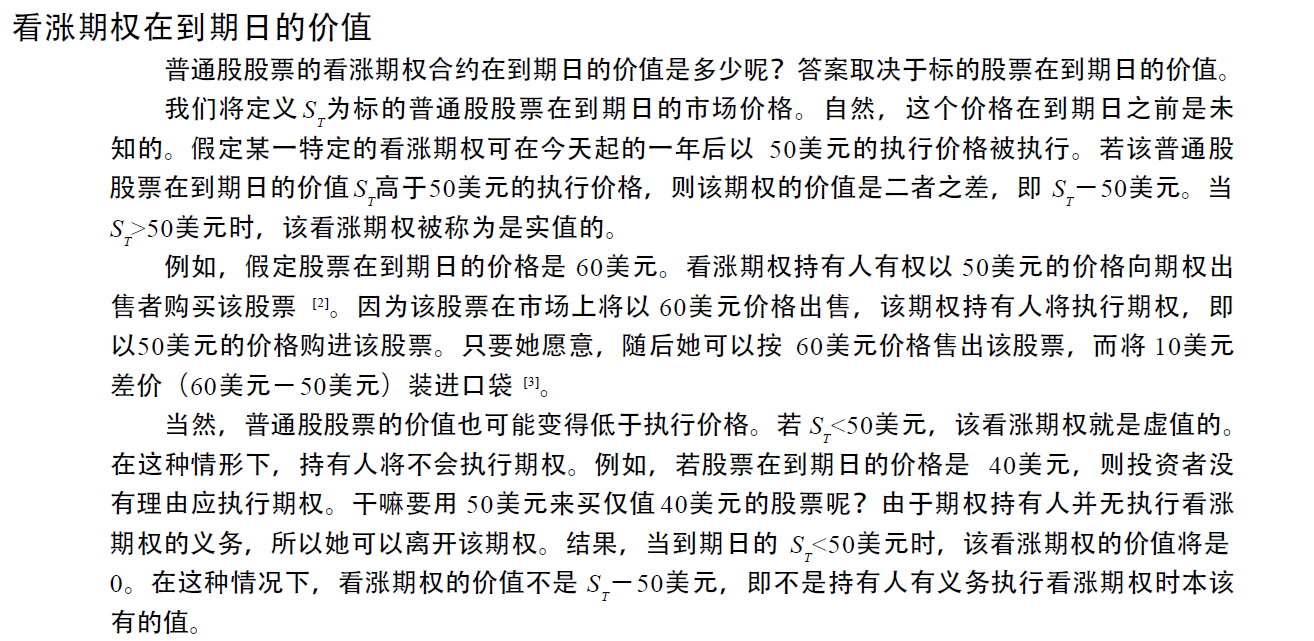 看涨期权在到期日的价值
普通股股票的看涨期权合约在到期日的价值是多少呢？答案取决于标的股票在到期日的价值。
我们将定义 S_T 为标的普通股股票在到期日的市场价格。自然，这个价格在到期日之前是未
知的。假定某一特定的看涨期权可在今天起的一年后以 50美元的执行价格被执行。若该普通股
股票在到期日的价值 S_T 高于50美元的执行价格，则该期权的价值是二者之差，即 S_T－50美元。当
S_T>50美元时，该看涨期权被称为是实值的。
例如，假定股票在到期日的价格是 60美元。看涨期权持有人有权以 50美元的价格向期权出
售者购买该股票 [2]。因为该股票在市场上将以 60美元价格出售，该期权持有人将执行期权，即
以50美元的价格购进该股票。只要她愿意，随后她可以按 60美元价格售出该股票，而将 10美元
差价（60美元－50美元）装进口袋 [3]。
当然，普通股股票的价值也可能变得低于执行价格。若 S_T<50美元，该看涨期权就是虚值的。
在这种情形下，持有人将不会执行期权。例如，若股票在到期日的价格是 40美元，则投资者没
有理由应执行期权。干嘛要用 50美元来买仅值 40美元的股票呢？由于期权持有人并无执行看涨
期权的义务，所以她可以离开该期权。结果，当到期日的 S_T<50美元时，该看涨期权的价值将是
0。在这种情况下，看涨期权的价值不是 S_T－50美元，即不是持有人有义务执行看涨期权时本该
有的值。